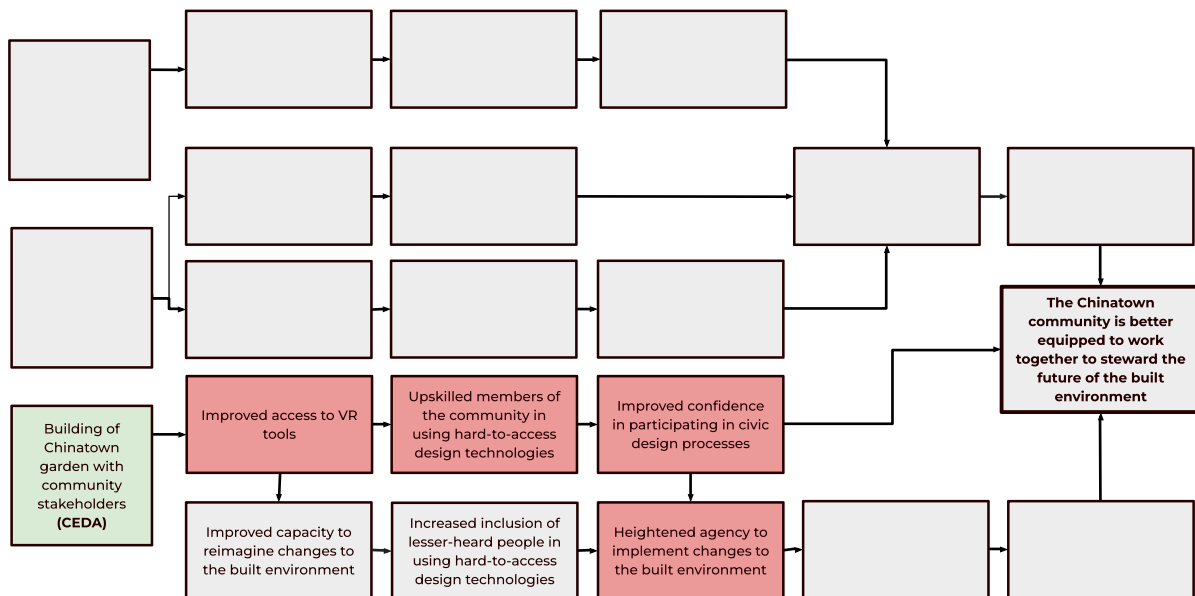 The Chinatown
community is better
equipped to work
together to steward the
future of the built
environment
Improved access to VR
tools
Upskilled members of
the community in
using hard-to-access
design technologies
Improved confidence
in participating in civic
design processes
Building of
Chinatown
garden with
community
stakeholders
(CEDA)
Improved capacity to
reimagine changes to
the built environment
Increased inclusion of
lesser-heard people in
using hard-to-access
design technologies
Heightened agency to
implement changes to
the built environment